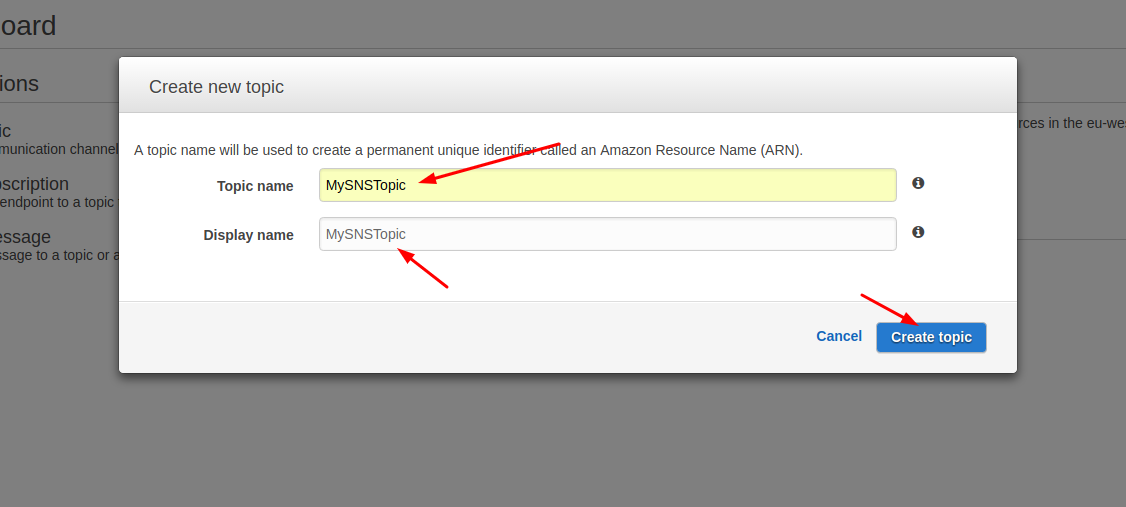 oard
Create new topic
ions
ic
munication channel
rces in the eu-wes
A topic name will be used to create a permanent unique identifier called an Amazon Resource Name (ARN).
Topic name
MySNSTopic
scription
endpoint to a topic
Display name
MySNSTopic
essage
ssage to a topic or a
Cancel
Create topic